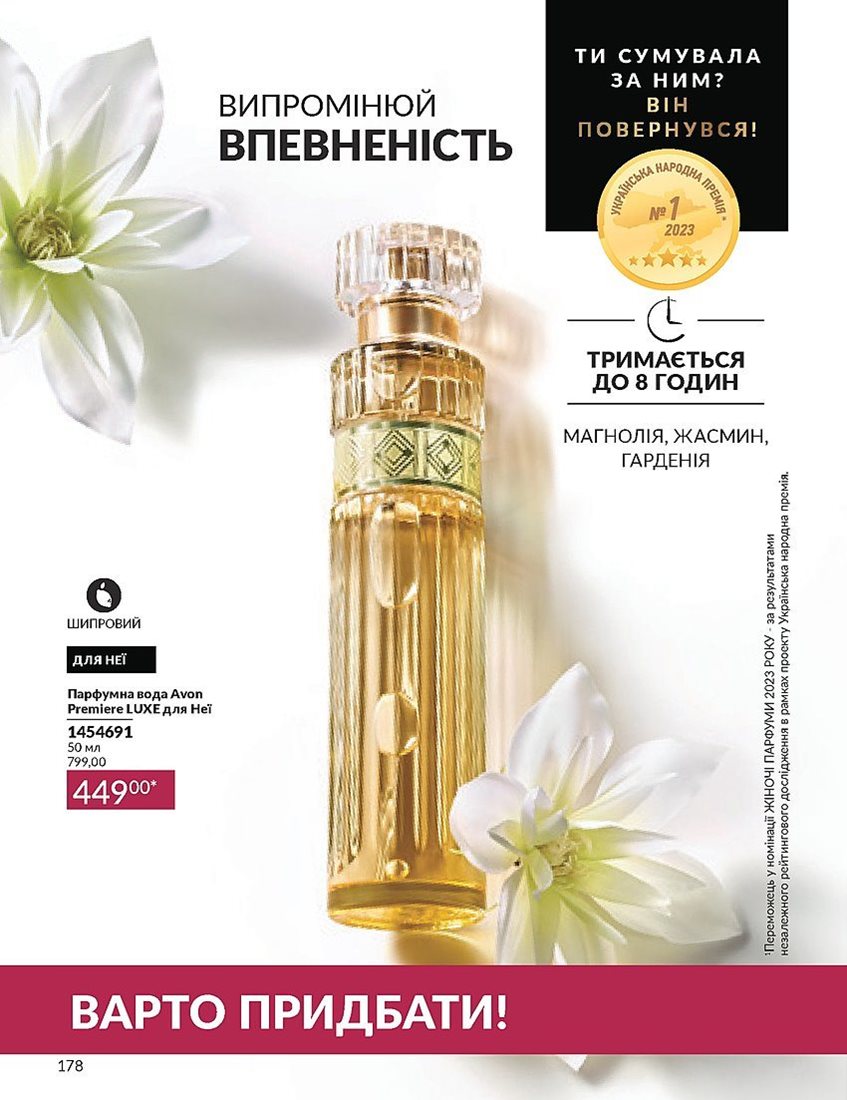 ВИПРОМІНЮЙ
ВПЕВНЕНІСТЬ
ТИ СУМУВАЛА
ЗА НИМ?
ВІН
ПОВЕРНУВСЯ!
УКРАЇНСЬКА НАРОДНА ПРЕМІЯ *
№ 1
2023
ТРИМАЄТЬСЯ
ДО 8 ГОДИН
МАГНОЛІЯ, ЖАСМИН,
ГАРДЕНІЯ
ШИПРОВИЙ
ДЛЯ НЕЇ
Парфумна вода Avon
Premiere LUXE для Неї
1454691
50 мл
799,00
449⁰⁰*
¹Переможець у номінації ЖІНОЧІ ПАРФУМИ 2023 РОКУ - за результатами
незалежного рейтингового дослідження в рамках проекту Українська народна премія.
ВАРТО ПРИДБАТИ!
178